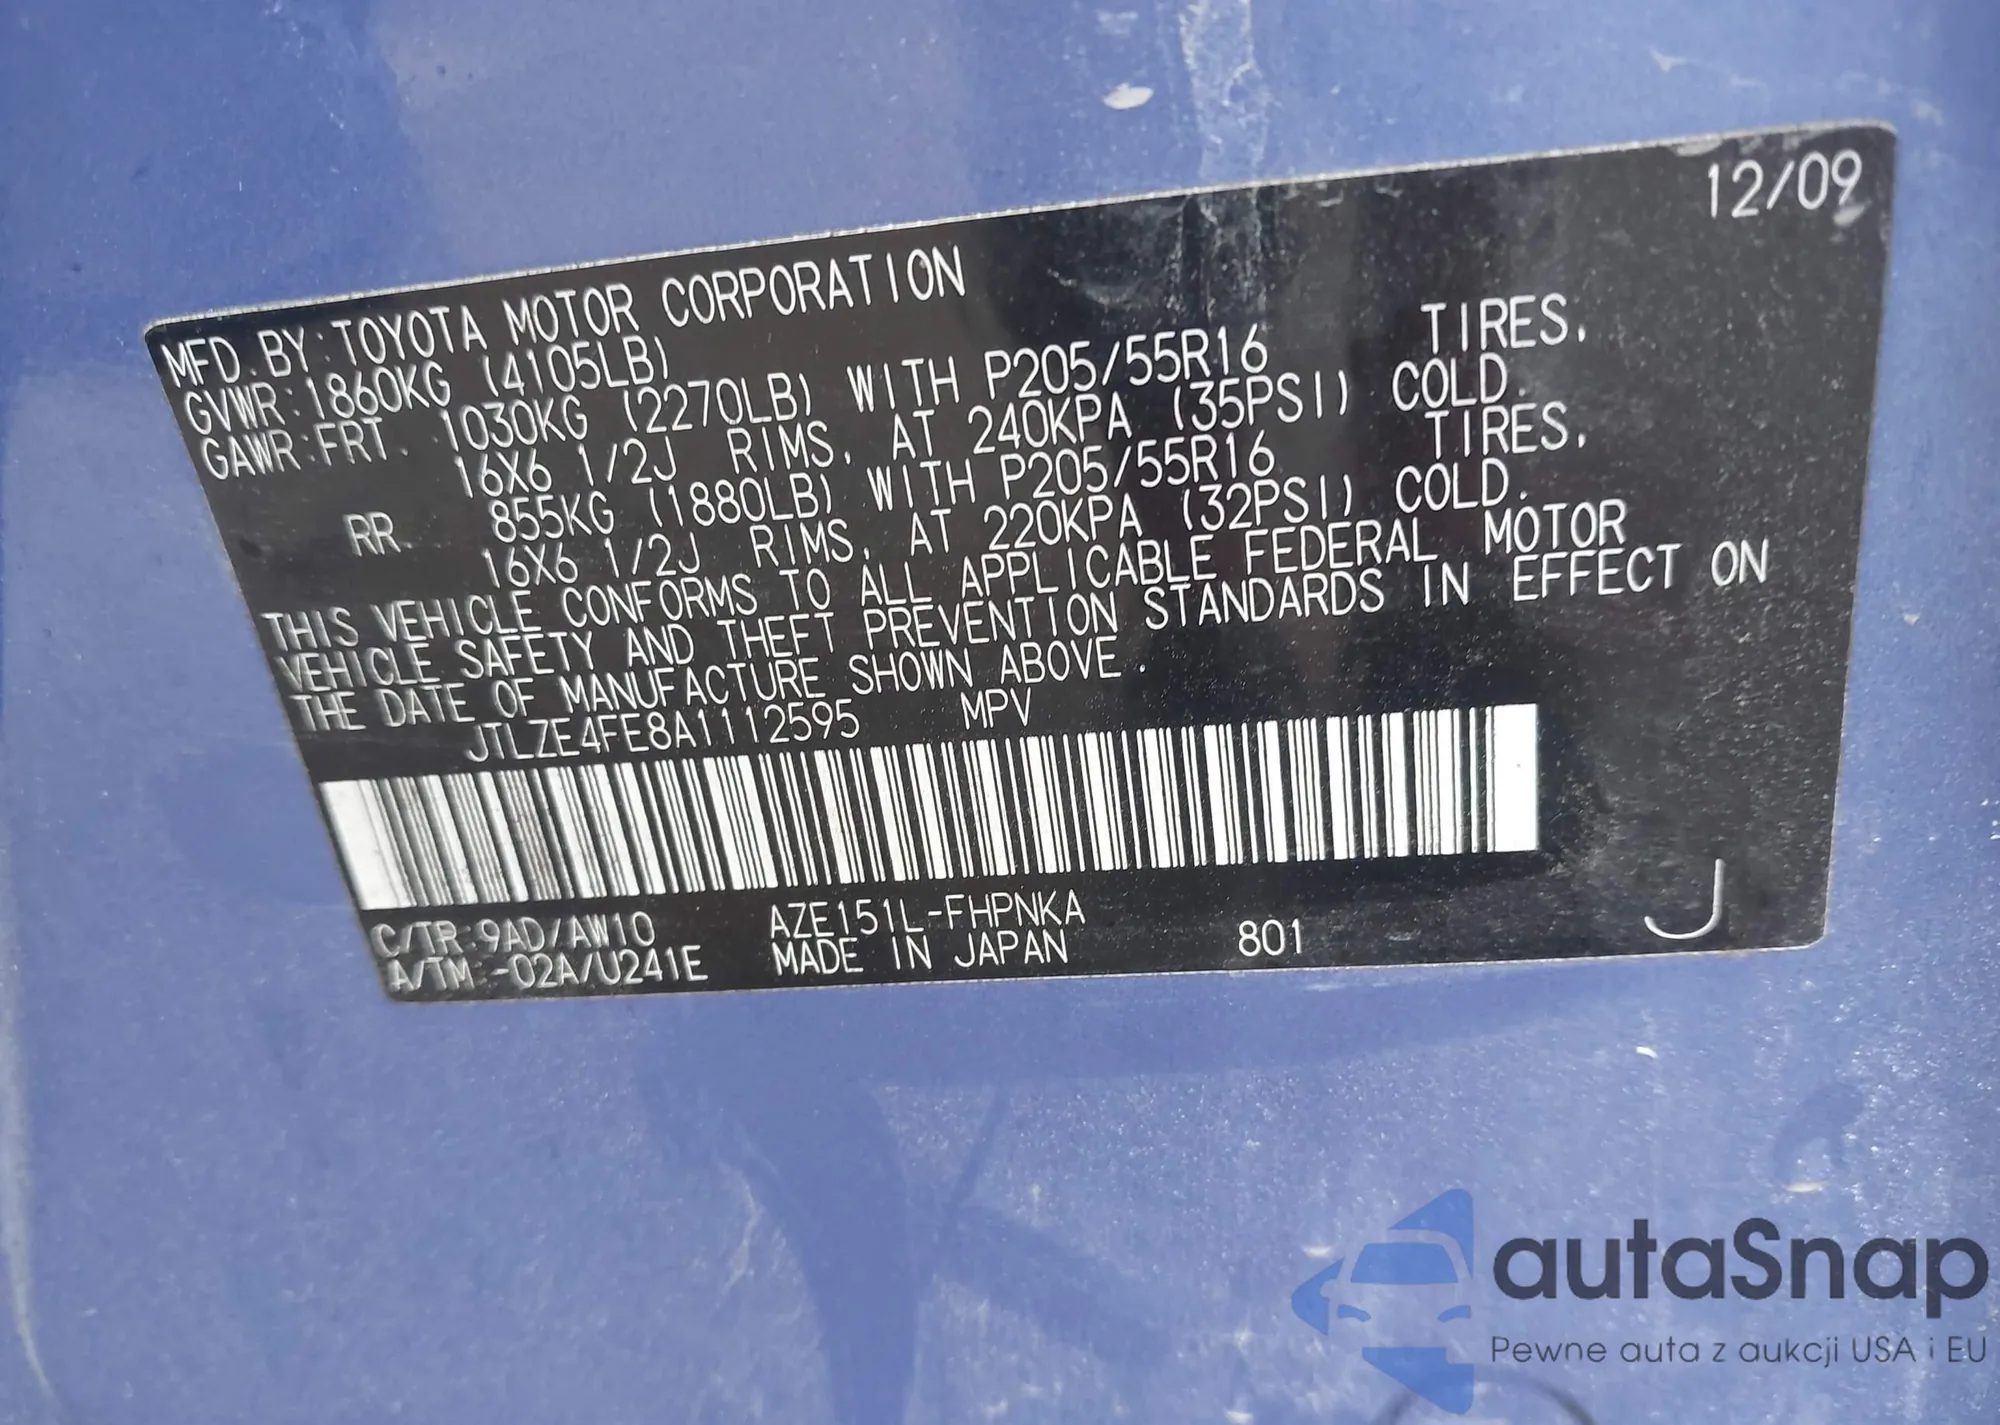 12/09
MFD. BY: TOYOTA MOTOR CORPORATION
GVWR: 1860KG (4105LB)
GAWR: FRT. 1030KG (2270LB) WITH P205/55R16 TIRES,
16X6 1/2J RIMS, AT 240KPA (35PSI) COLD.
RR. 855KG (1880LB) WITH P205/55R16 TIRES,
16X6 1/2J RIMS, AT 220KPA (32PSI) COLD.
THIS VEHICLE CONFORMS TO ALL APPLICABLE FEDERAL MOTOR
VEHICLE SAFETY AND THEFT PREVENTION STANDARDS IN EFFECT ON
THE DATE OF MANUFACTURE SHOWN ABOVE.
JTLZE4FE8A1112595 MPV
C/TR: 9AD/AW10 AZE151L-FHPNKA
A/TM: -02A/U241E MADE IN JAPAN 801 J
autaSnap
Pewne auta z aukcji USA i EU